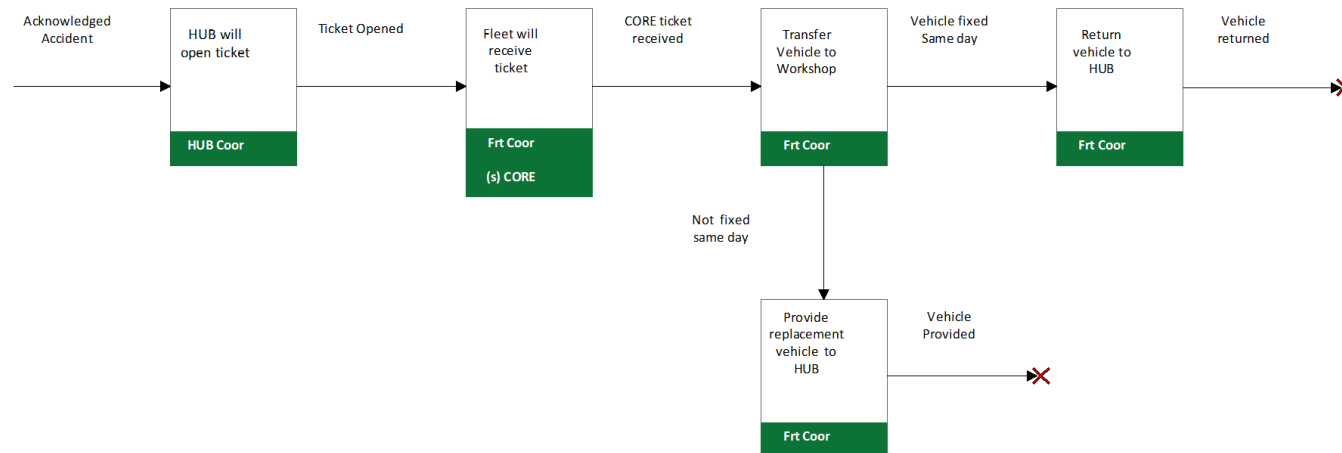 Acknowledged
Accident
HUB will
open ticket
HUB Coor
Ticket Opened
Fleet will
receive
ticket
Frt Coor
(s) CORE
CORE ticket
received
Transfer
Vehicle to
Workshop
Frt Coor
Vehicle fixed
Same day
Return
vehicle to
HUB
Frt Coor
Vehicle
returned
Not fixed
same day
Provide
replacement
vehicle to
HUB
Frt Coor
Vehicle
Provided